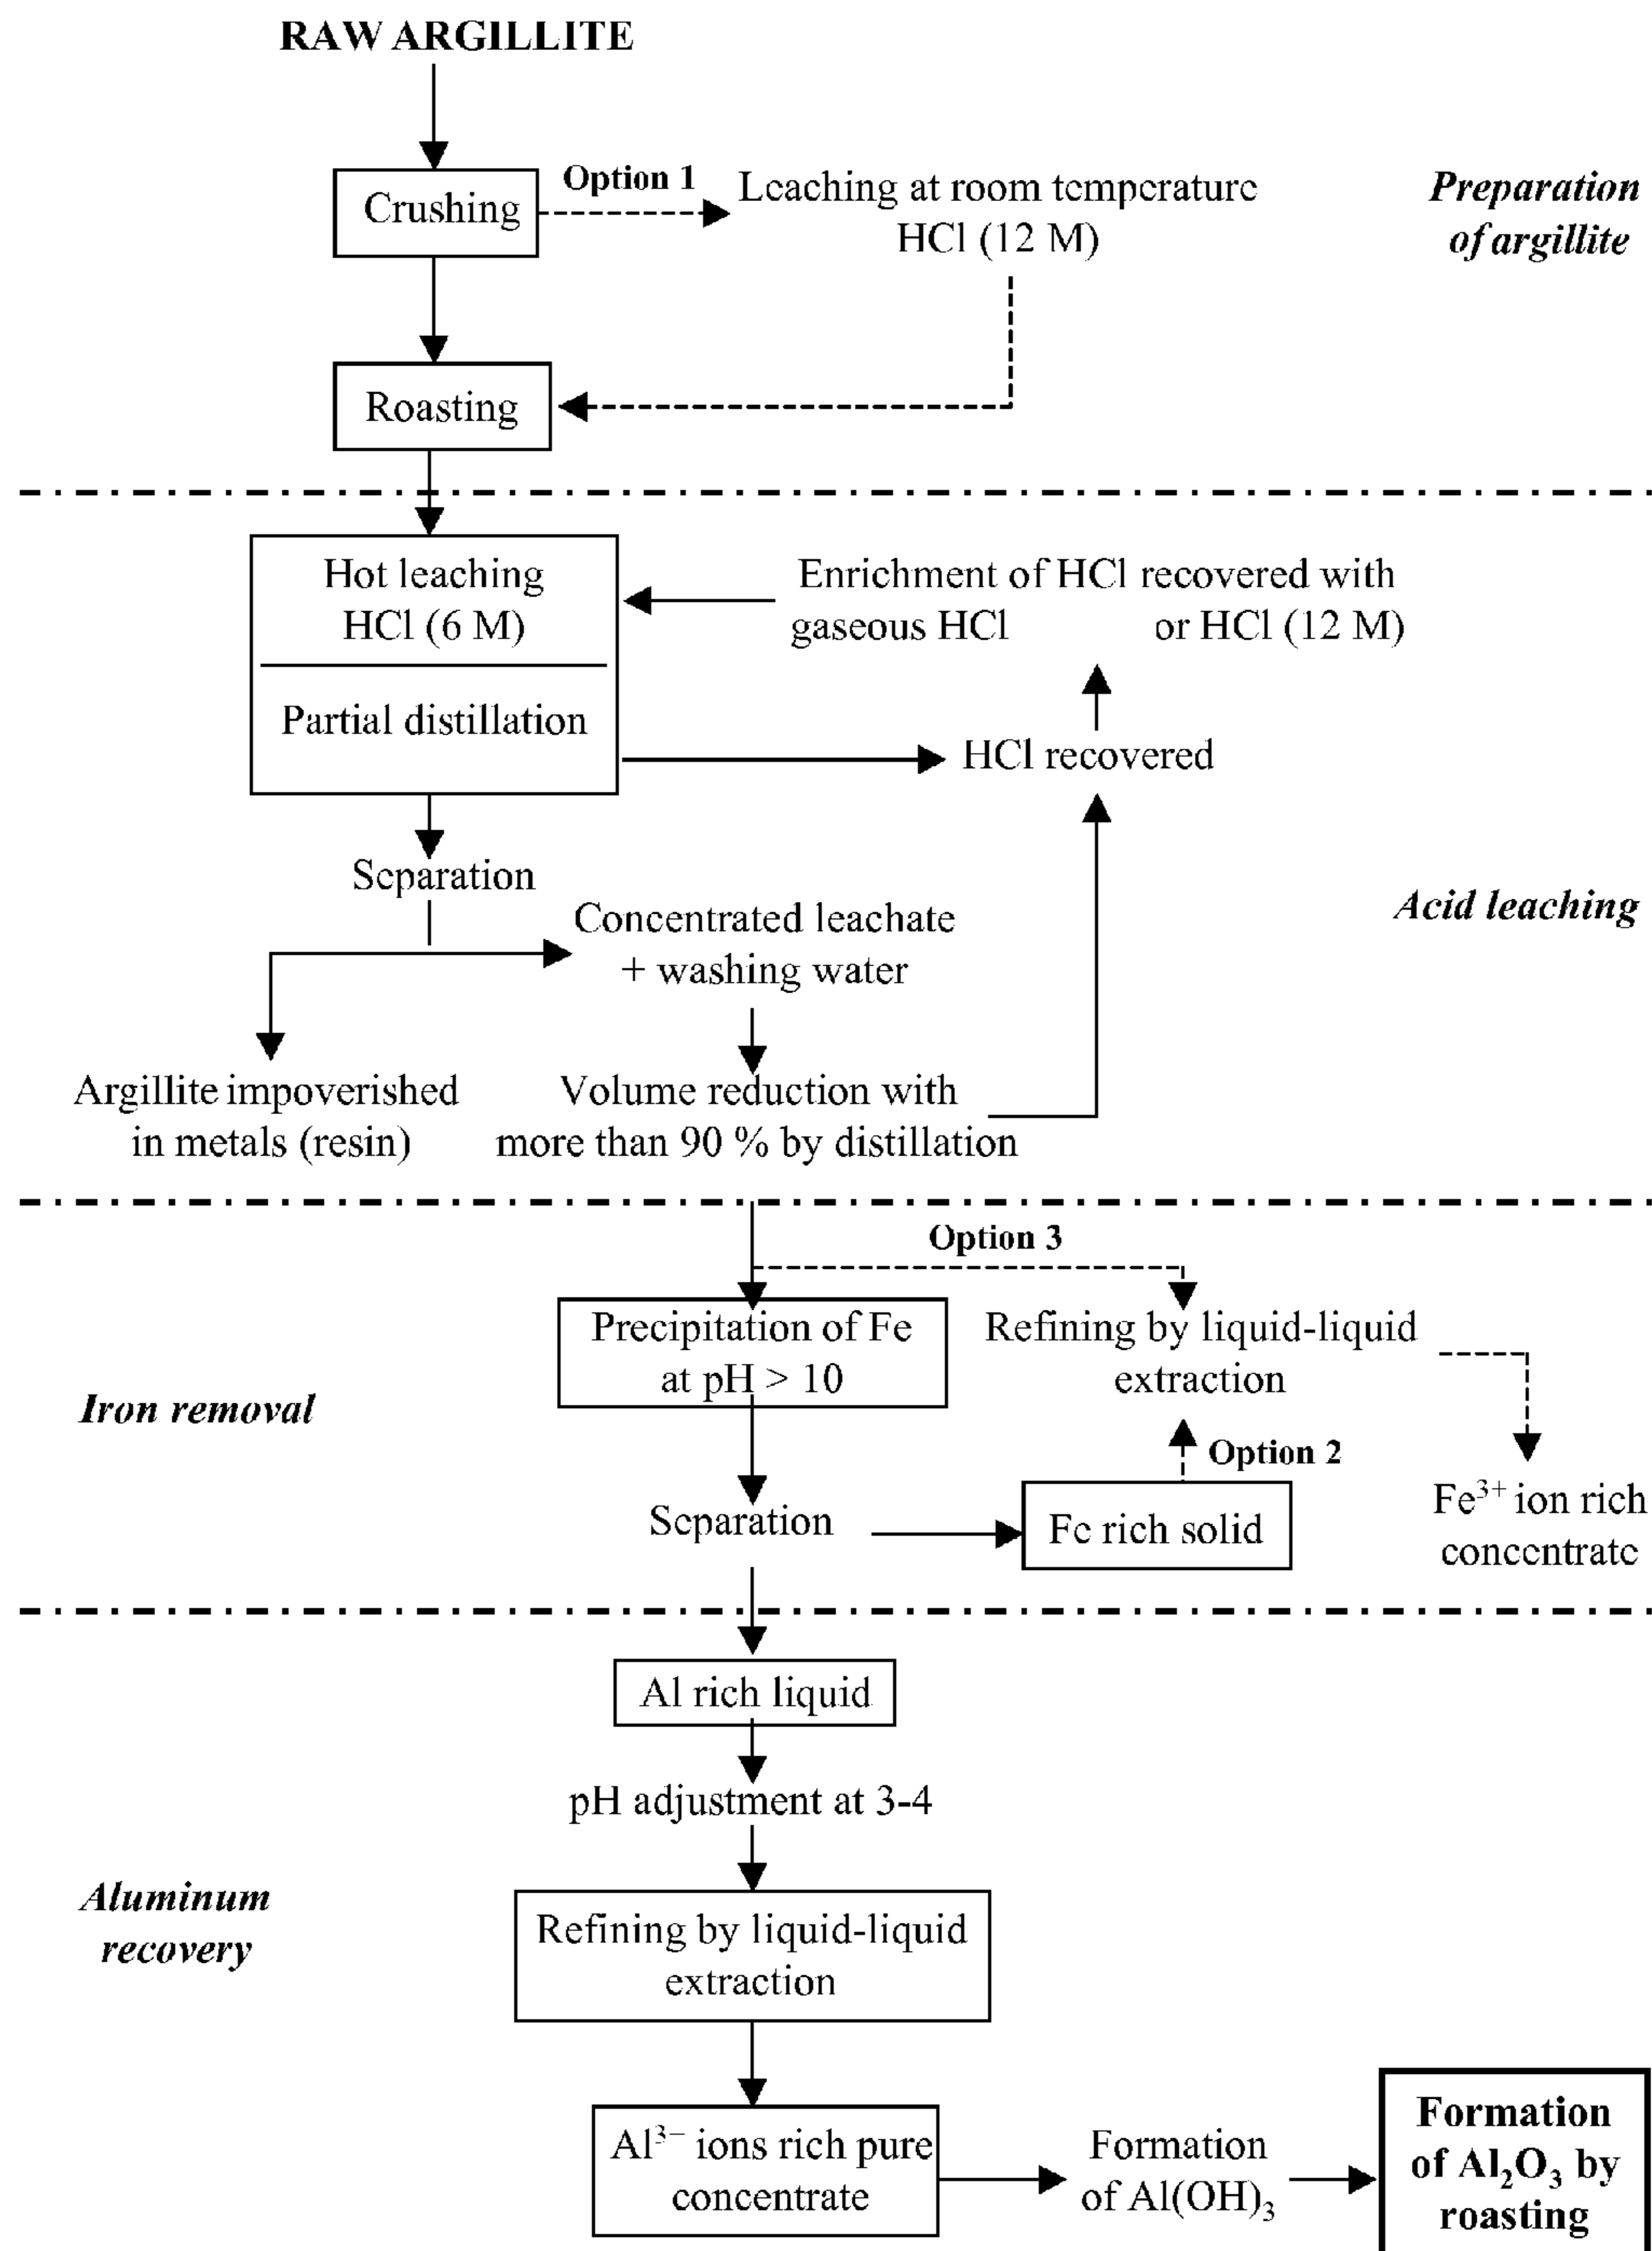 RAW ARGILLITE
Crushing
Option 1
Leaching at room temperature
HCl (12 M)
Preparation
of argillite
Roasting
Hot leaching
HCl (6 M)
Enrichment of HCl recovered with
gaseous HCl or HCl (12 M)
Partial distillation
HCl recovered
Separation
Concentrated leachate
+ washing water
Acid leaching
Argillite impoverished
in metals (resin)
Volume reduction with
more than 90 % by distillation
Option 3
Precipitation of Fe
at pH > 10
Refining by liquid-liquid
extraction
Iron removal
Option 2
Separation
Fe rich solid
Fe³⁺ ion rich
concentrate
Al rich liquid
pH adjustment at 3-4
Aluminum
recovery
Refining by liquid-liquid
extraction
Al³⁻ ions rich pure
concentrate
Formation
of Al(OH)₃
Formation
of Al₂O₃ by
roasting